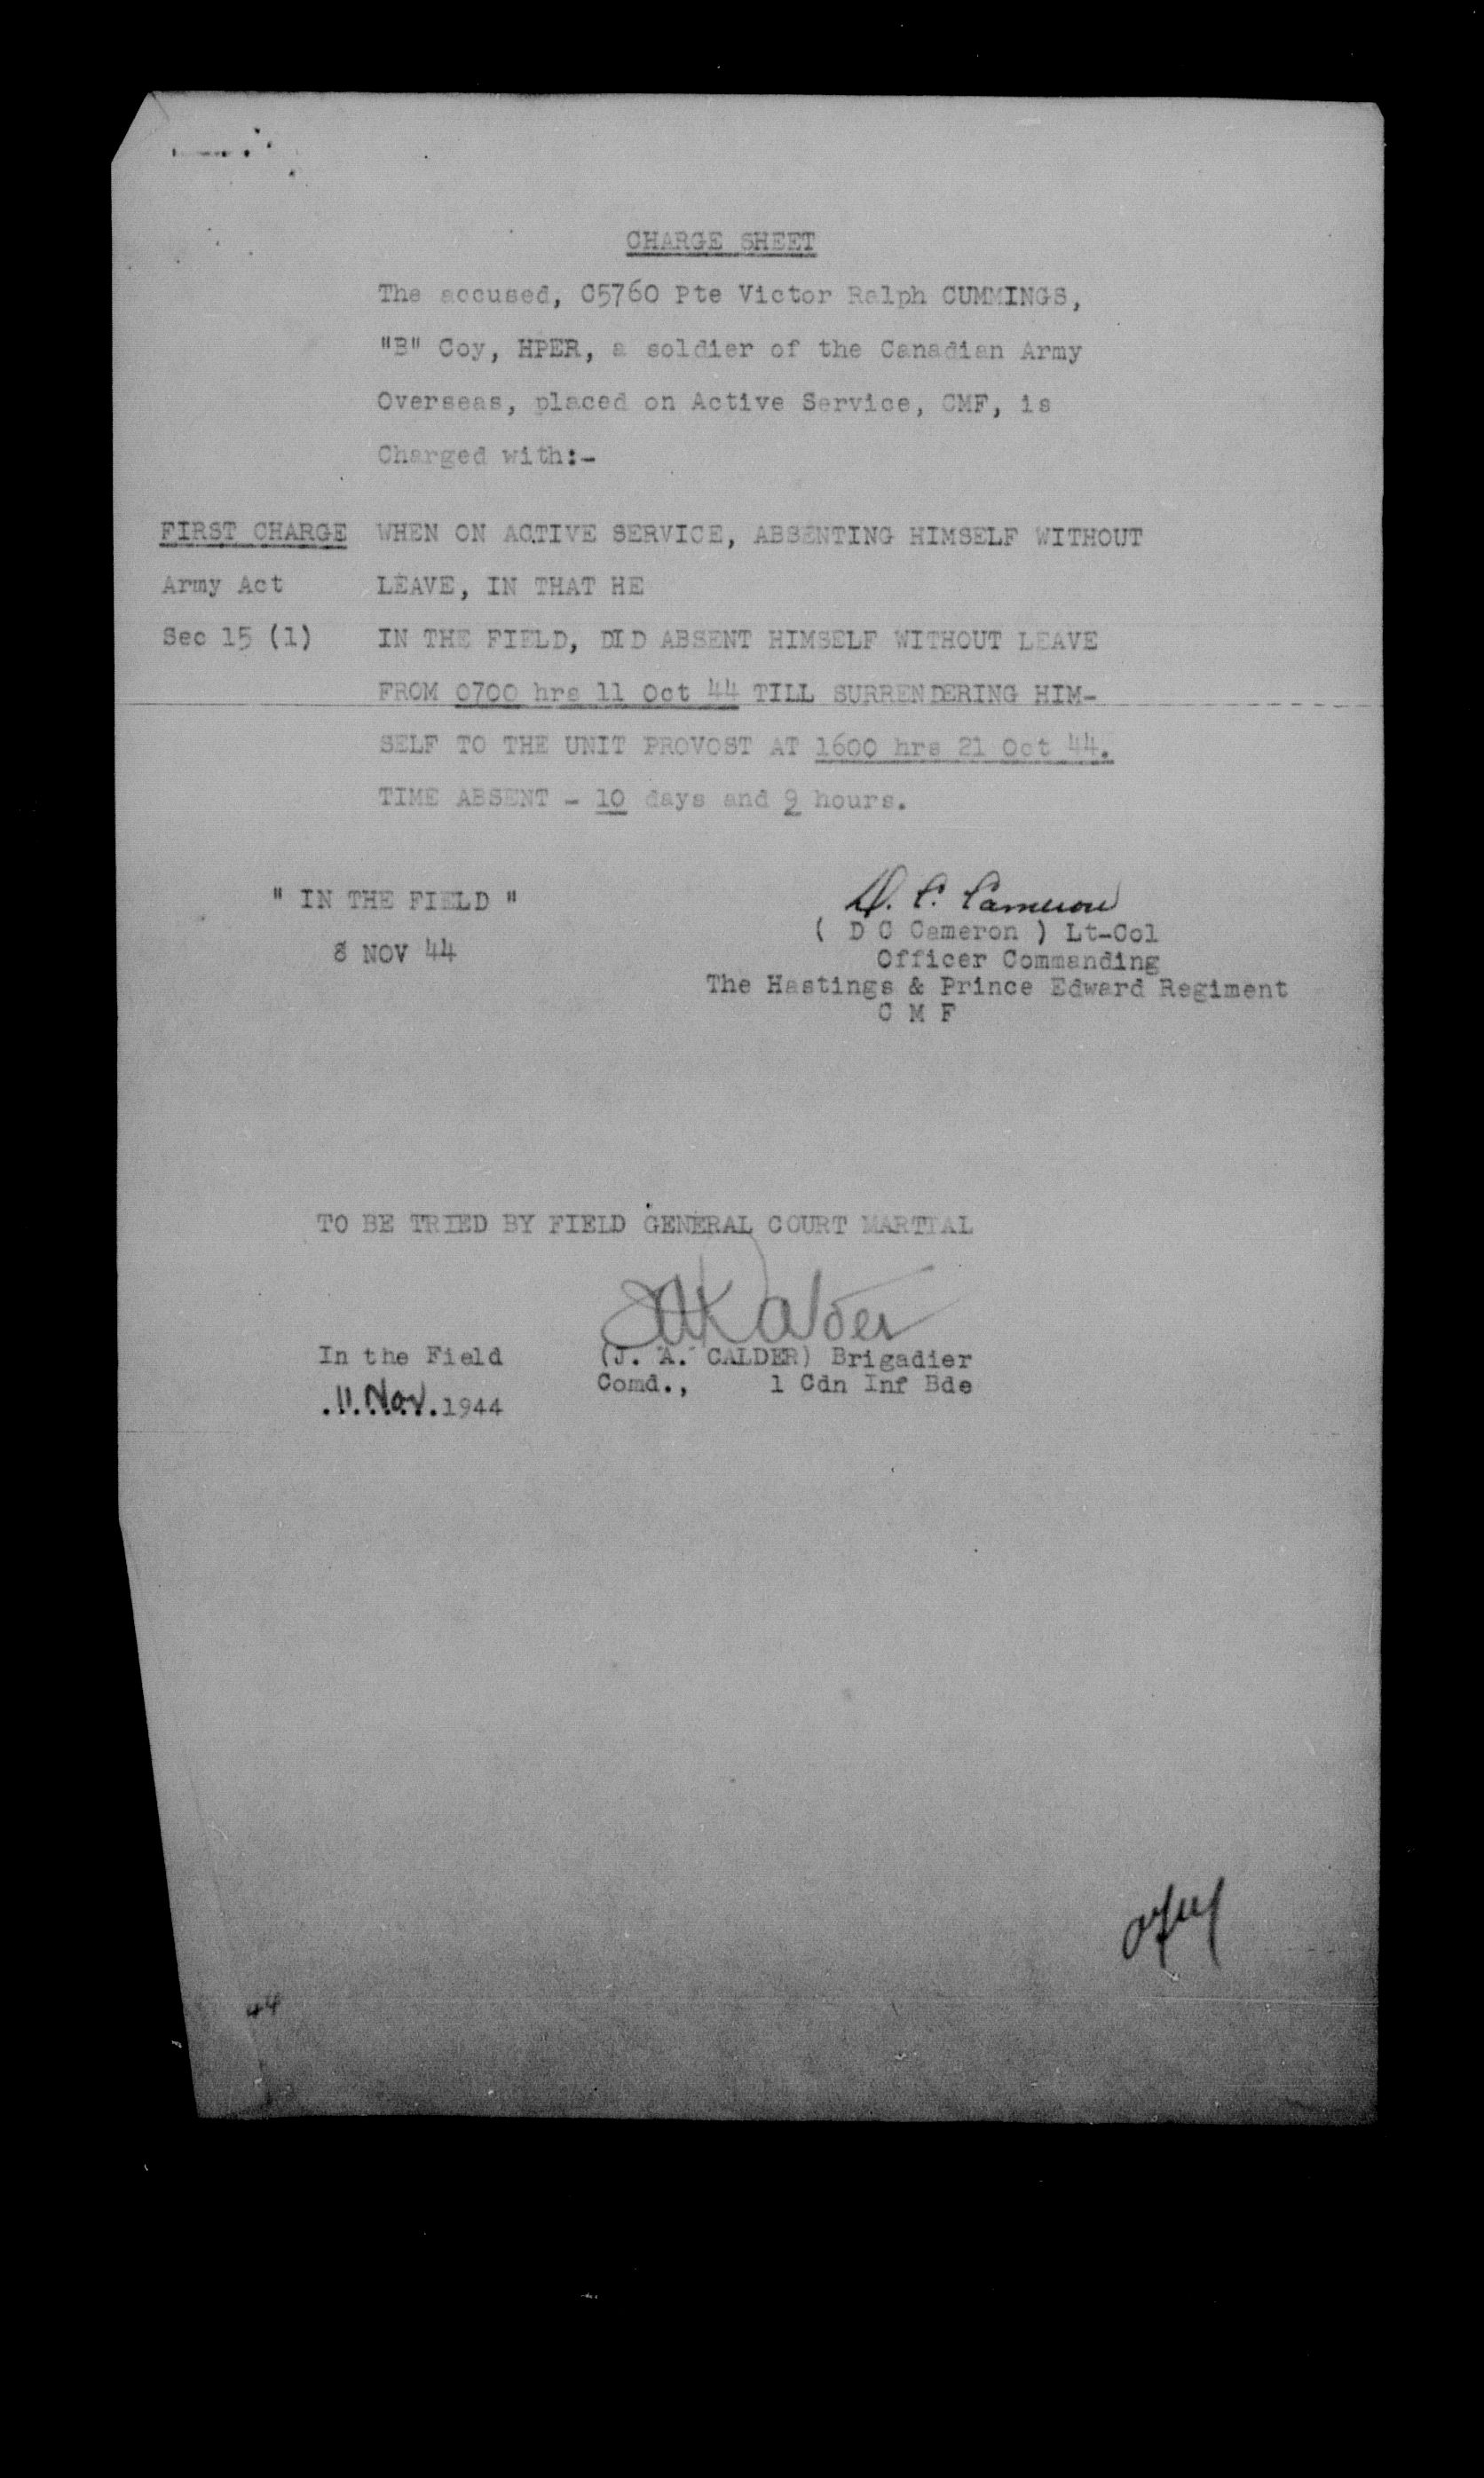 CHARGE SHEET
The accused, C5760 Pte Victor Ralph CUMMINGS,
"B" Coy, HPER, a soldier of the Canadian Army
Overseas, placed on Active Service, CMF, is
Charged with:-
FIRST CHARGE WHEN ON ACTIVE SERVICE, ABSENTING HIMSELF WITHOUT
Army Act LEAVE, IN THAT HE
Sec 15 (1) IN THE FIELD, DID ABSENT HIMSELF WITHOUT LEAVE
FROM 0700 hrs 11 Oct 44 TILL SURRENDERING HIM-
SELF TO THE UNIT PROVOST AT 1600 hrs 21 Oct 44.
TIME ABSENT - 10 days and 9 hours.
" IN THE FIELD "
8 NOV 44
D. C. Cameron
( D C Cameron ) Lt-Col
Officer Commanding
The Hastings & Prince Edward Regiment
C M F
TO BE TRIED BY FIELD GENERAL COURT MARTIAL
JA Calder
In the Field (J. A. CALDER) Brigadier
Comd., 1 Cdn Inf Bde
.11.Nov.1944
44